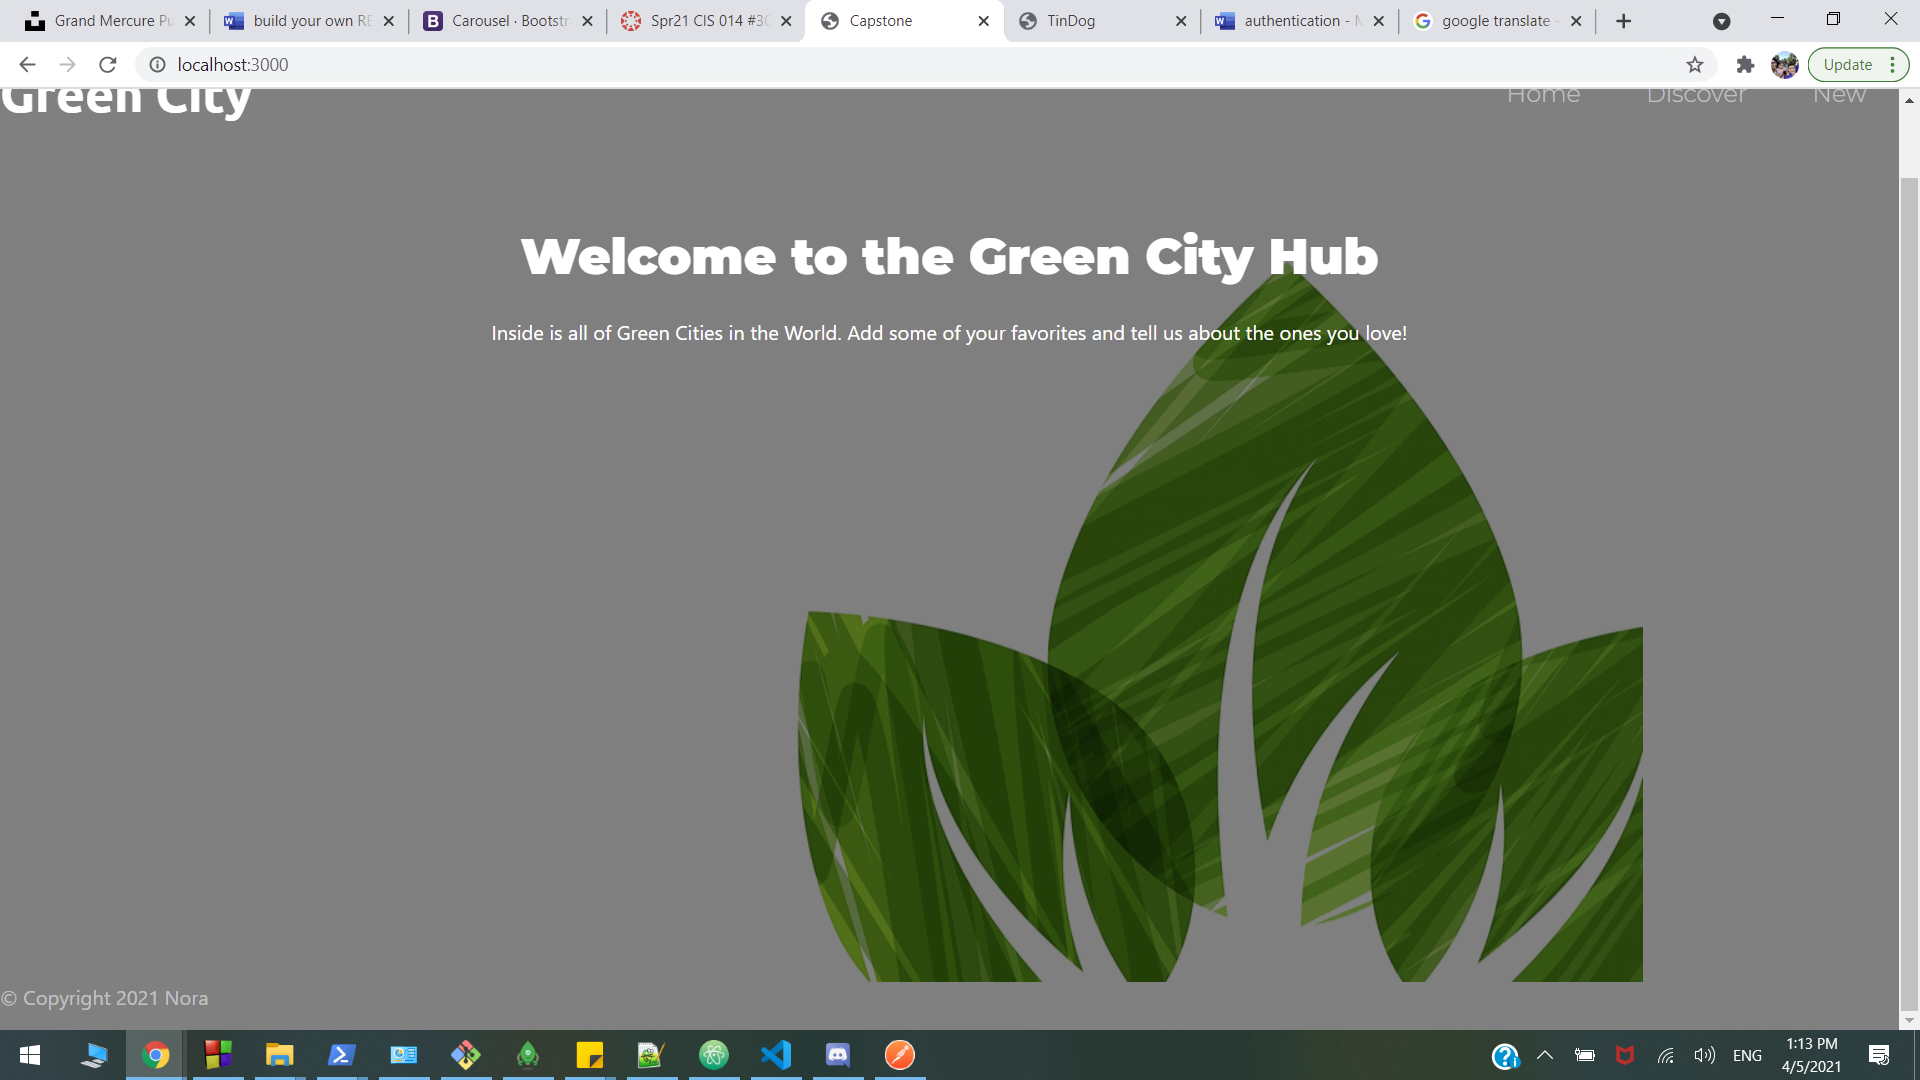 Grand Mercure Pu
build your own RE
Carousel · Bootstr
Spr21 CIS 014 #30
Capstone
TinDog
authentication - M
google translate -
localhost:3000
Update
Green City
Home
Discover
New
Welcome to the Green City Hub
Inside is all of Green Cities in the World. Add some of your favorites and tell us about the ones you love!
© Copyright 2021 Nora
ENG
1:13 PM
4/5/2021